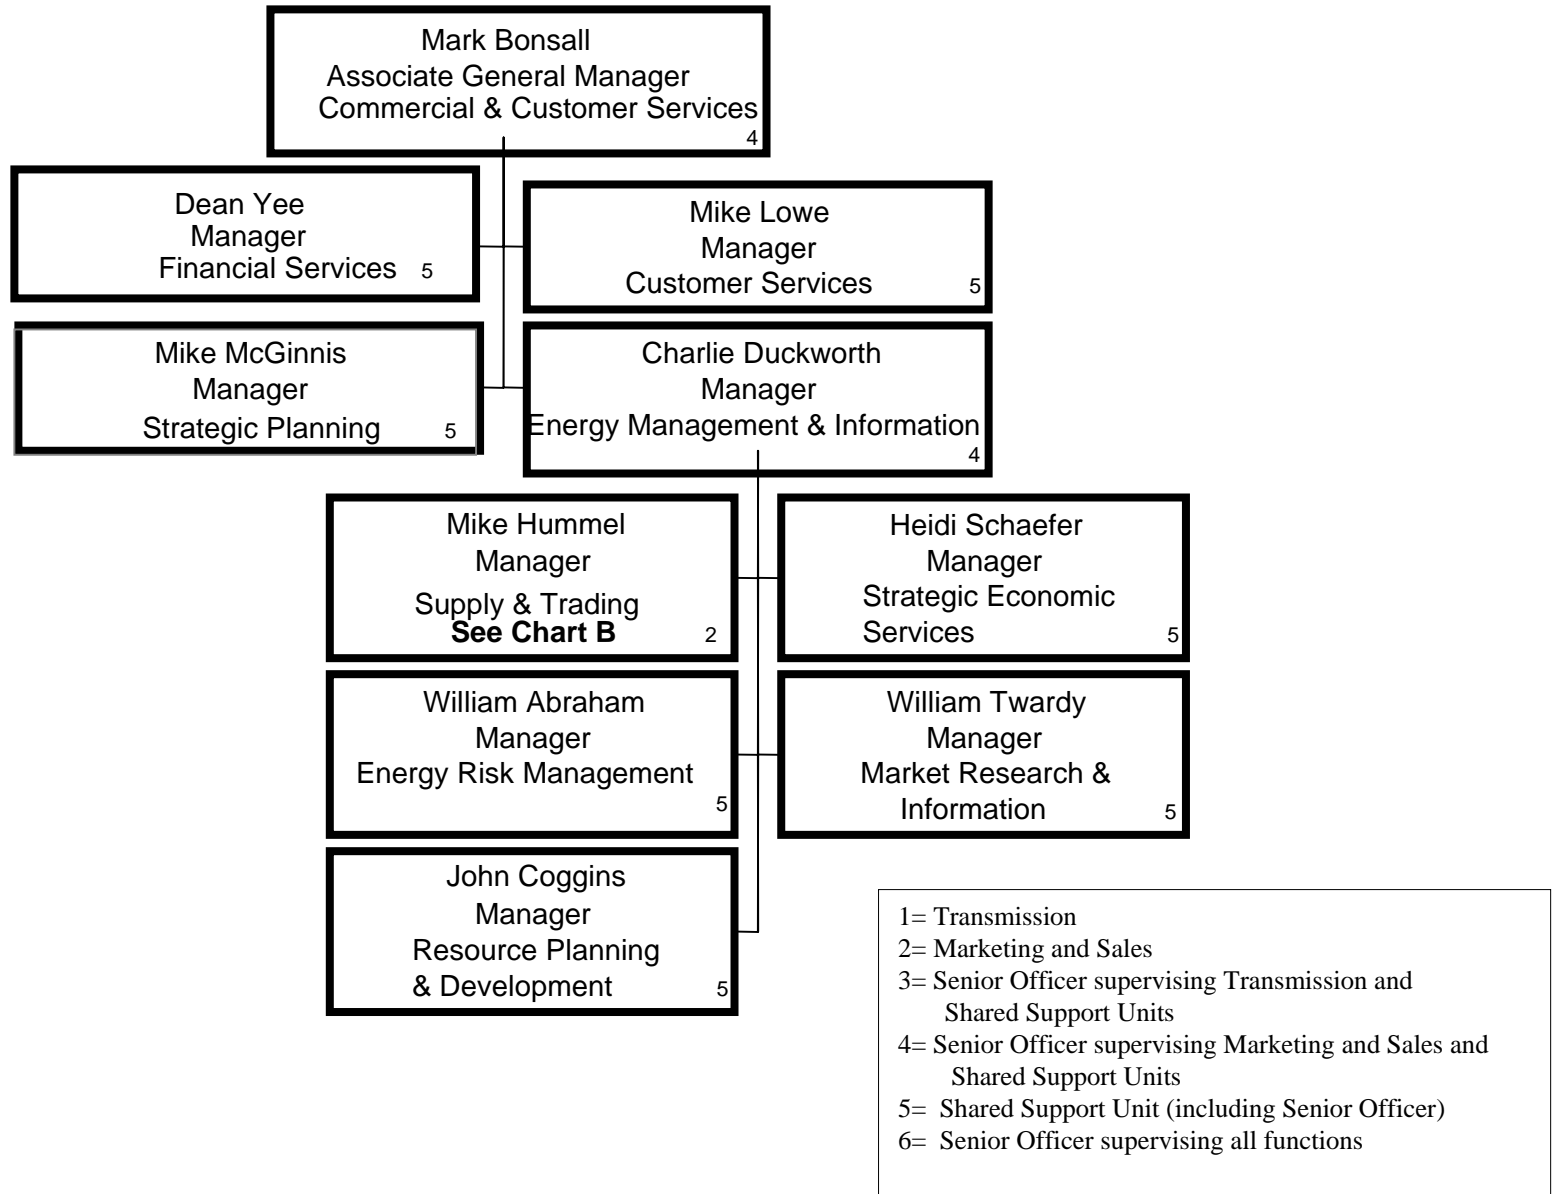 Mark Bonsall
Associate General Manager
Commercial & Customer Services
4
Dean Yee
Manager
Financial Services 5
Mike Lowe
Manager
Customer Services 5
Mike McGinnis
Manager
Strategic Planning 5
Charlie Duckworth
Manager
Energy Management & Information
4
Mike Hummel
Manager
Supply & Trading
See Chart B 2
Heidi Schaefer
Manager
Strategic Economic
Services 5
William Abraham
Manager
Energy Risk Management
5
William Twardy
Manager
Market Research &
Information 5
John Coggins
Manager
Resource Planning
& Development 5
1= Transmission
2= Marketing and Sales
3= Senior Officer supervising Transmission and
Shared Support Units
4= Senior Officer supervising Marketing and Sales and
Shared Support Units
5= Shared Support Unit (including Senior Officer)
6= Senior Officer supervising all functions